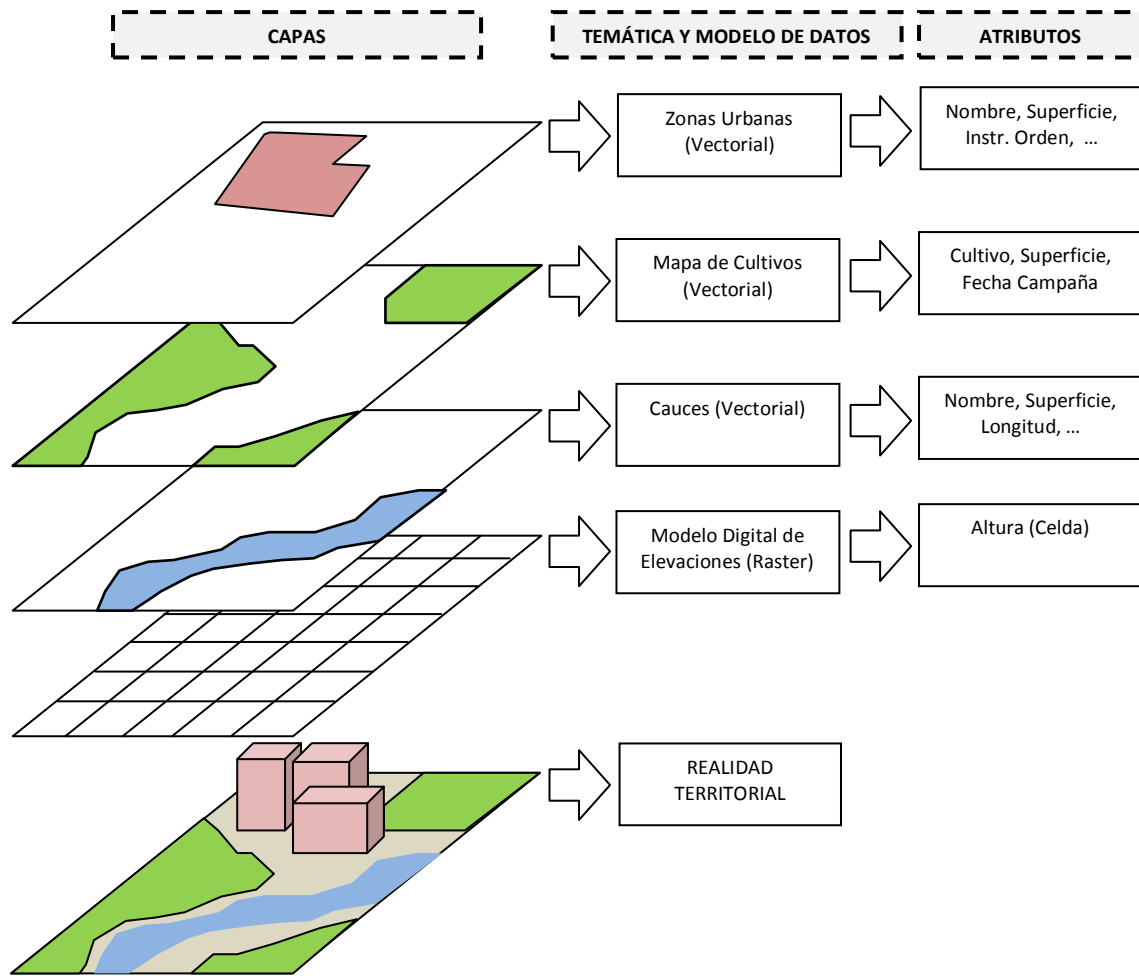 CAPAS
TEMÁTICA Y MODELO DE DATOS
ATRIBUTOS
Zonas Urbanas
(Vectorial)
Nombre, Superficie,
Instr. Orden, ...
Mapa de Cultivos
(Vectorial)
Cultivo, Superficie,
Fecha Campaña
Cauces (Vectorial)
Nombre, Superficie,
Longitud, ...
Modelo Digital de
Elevaciones (Raster)
Altura (Celda)
REALIDAD
TERRITORIAL